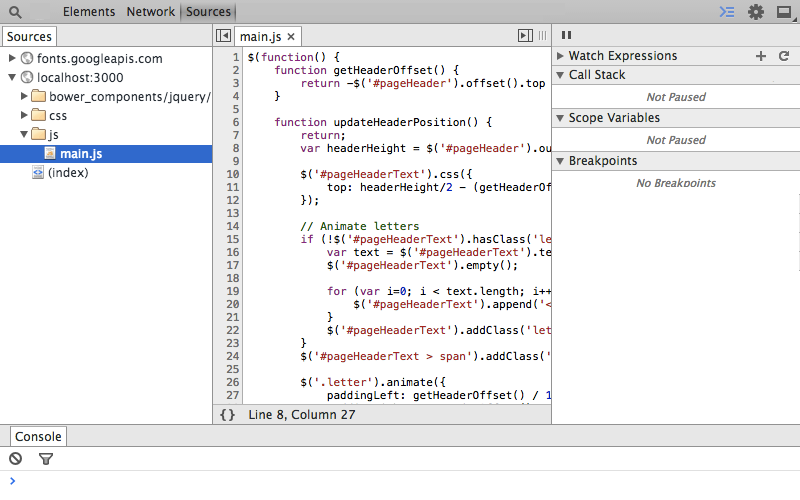 Elements Network Sources
Sources
fonts.googleapis.com
localhost:3000
bower_components/jquery/
css
js
main.js
(index)
main.js ×
1 $(function() {
2 function getHeaderOffset() {
3 return -$('#pageHeader').offset().top
4 }
5
6 function updateHeaderPosition() {
7 return;
8 var headerHeight = $('#pageHeader').ou
9
10 $('#pageHeaderText').css({
11 top: headerHeight/2 - (getHeaderOf
12 });
13
14 // Animate letters
15 if (!$('#pageHeaderText').hasClass('le
16 var text = $('#pageHeaderText').te
17 $('#pageHeaderText').empty();
18
19 for (var i=0; i < text.length; i++
20 $('#pageHeaderText').append('<
21 }
22 $('#pageHeaderText').addClass('let
23 }
24 $('#pageHeaderText > span').addClass('
25
26 $('.letter').animate({
27 paddingLeft: getHeaderOffset() / 1
{} Line 8, Column 27
Watch Expressions + 
Call Stack
Not Paused
Scope Variables
Not Paused
Breakpoints
No Breakpoints
Console
>